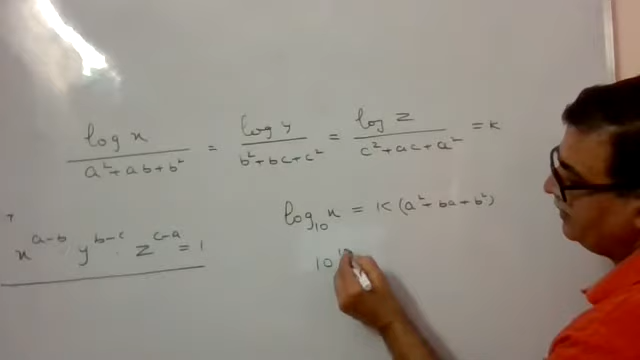 log x / (a² + ab + b²) = log y / (b² + bc + c²) = log z / (c² + ac + a²) = k
log₁₀ x = K (a² + ba + b²)
x^(a-b) y^(b-c) . z^(c-a) = 1
10